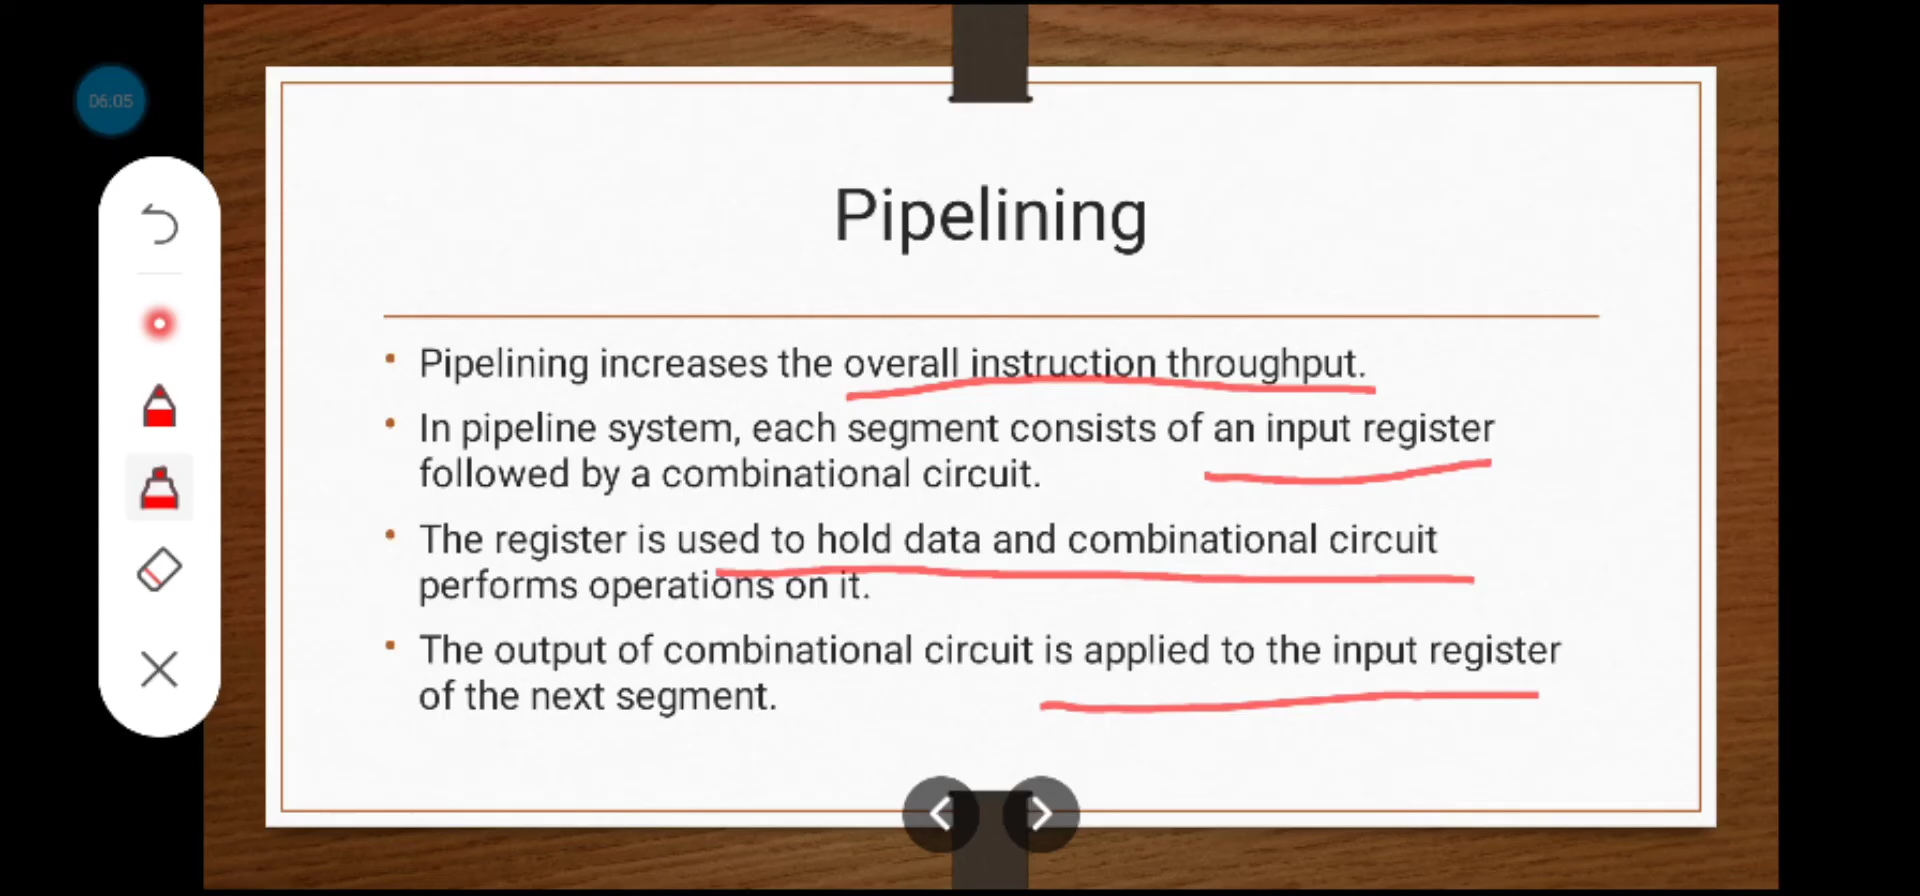 06:05
Pipelining
• Pipelining increases the overall instruction throughput.
• In pipeline system, each segment consists of an input register
followed by a combinational circuit.
• The register is used to hold data and combinational circuit
performs operations on it.
• The output of combinational circuit is applied to the input register
of the next segment.